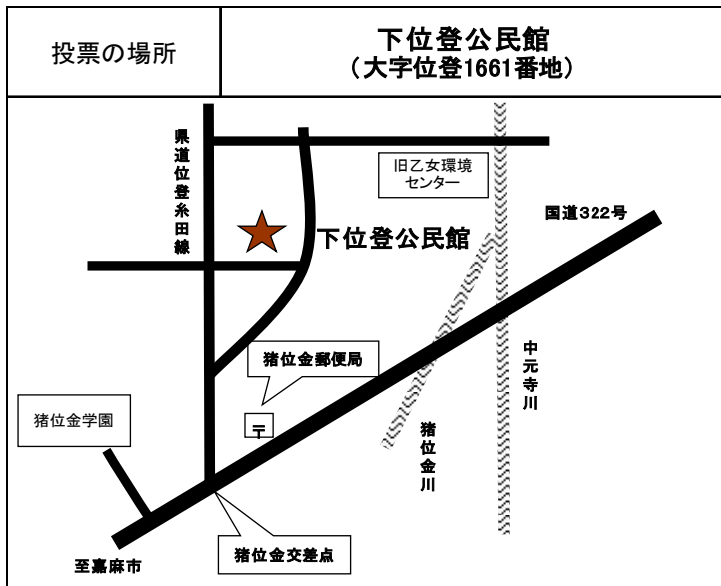 投票の場所
下位登公民館
（大字位登1661番地）
県道位登糸田線
旧乙女環境
センター
国道322号
下位登公民館
猪位金郵便局
〒
中元寺川
猪位金学園
猪位金川
猪位金交差点
至嘉麻市